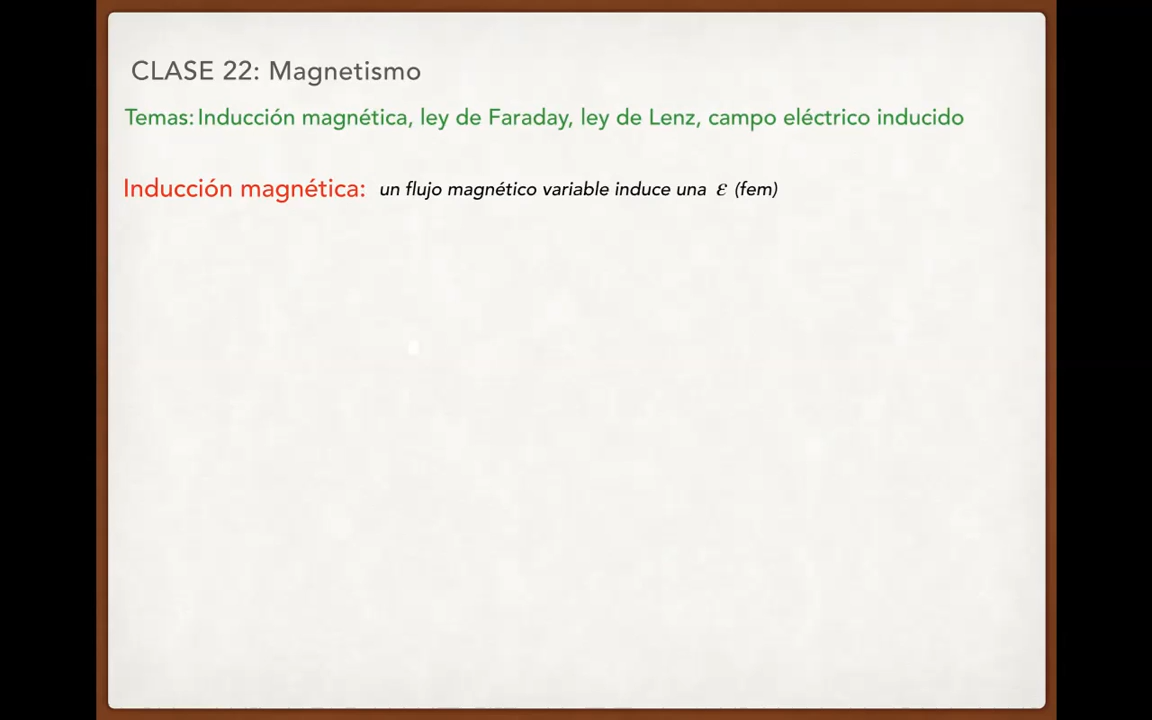 CLASE 22: Magnetismo
Temas: Inducción magnética, ley de Faraday, ley de Lenz, campo eléctrico inducido
Inducción magnética: un flujo magnético variable induce una ε (fem)